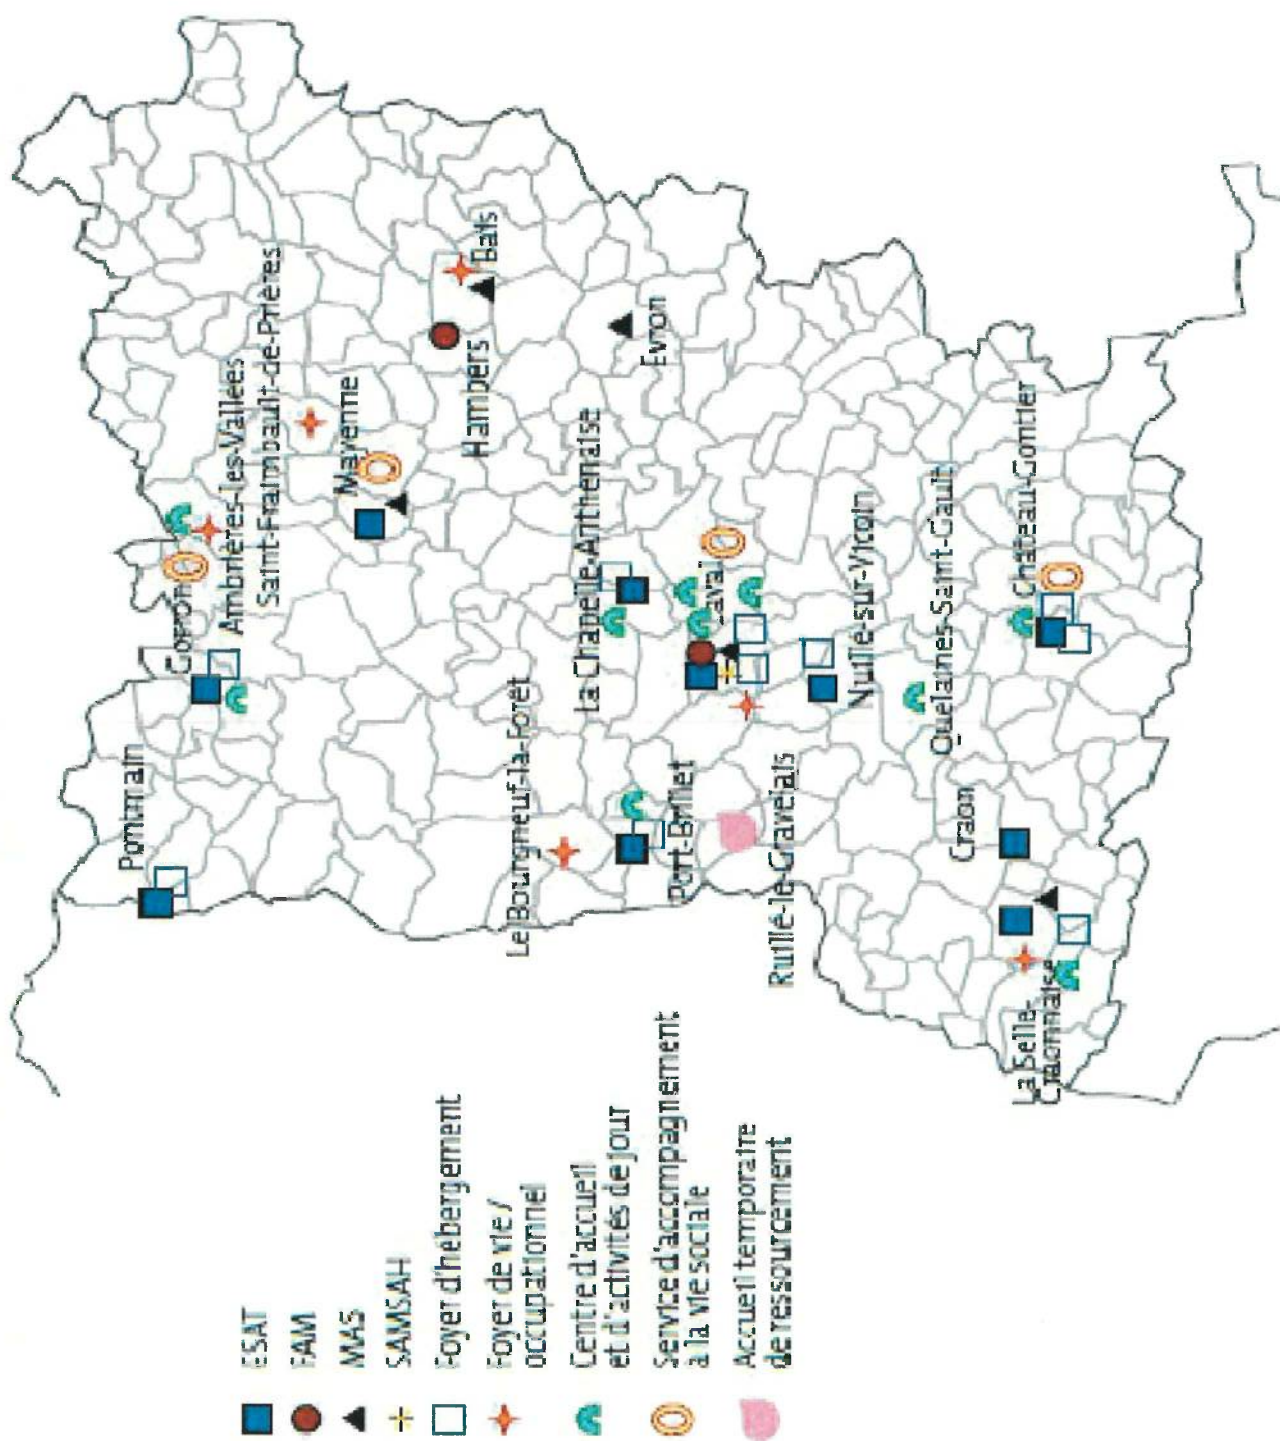 ESAT
FAM
MAS
SAMSAH
Foyer d'hébergement
Foyer de vie /
occupationnel
Centre d'accueil
et d'activités de jour
Service d'accompagnement
à la vie sociale
Accueil temporaire
de ressourcement
Pontmain
Gorron
Ambrières-les-Vallées
Saint-Fraimbault-de-Prières
Mayenne
Hambers
Bais
Evron
Le Bourgneuf-la-Forêt
La Chapelle-Anthenaise
Port-Brillet
Laval
Ruillé-le-Gravelais
Nuillé-sur-Vicoin
Quelaines-Saint-Gault
Château-Gontier
Craon
La Selle-
Craonnaise